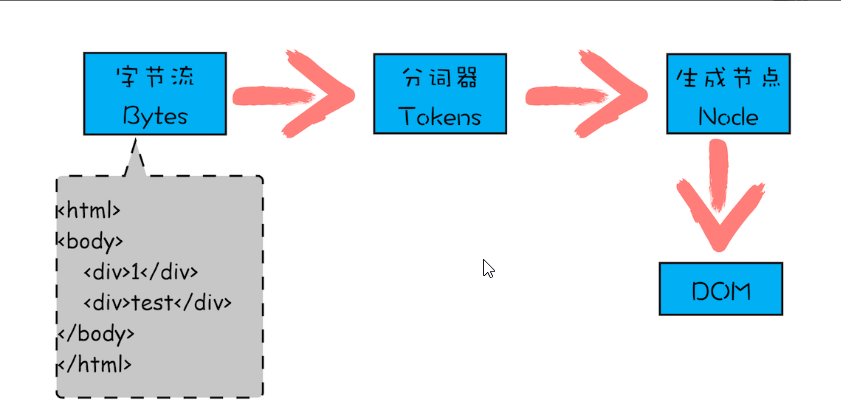 字节流
Bytes
分词器
Tokens
生成节点
Node
<html>
<body>
<div>1</div>
<div>test</div>
</body>
</html>
DOM